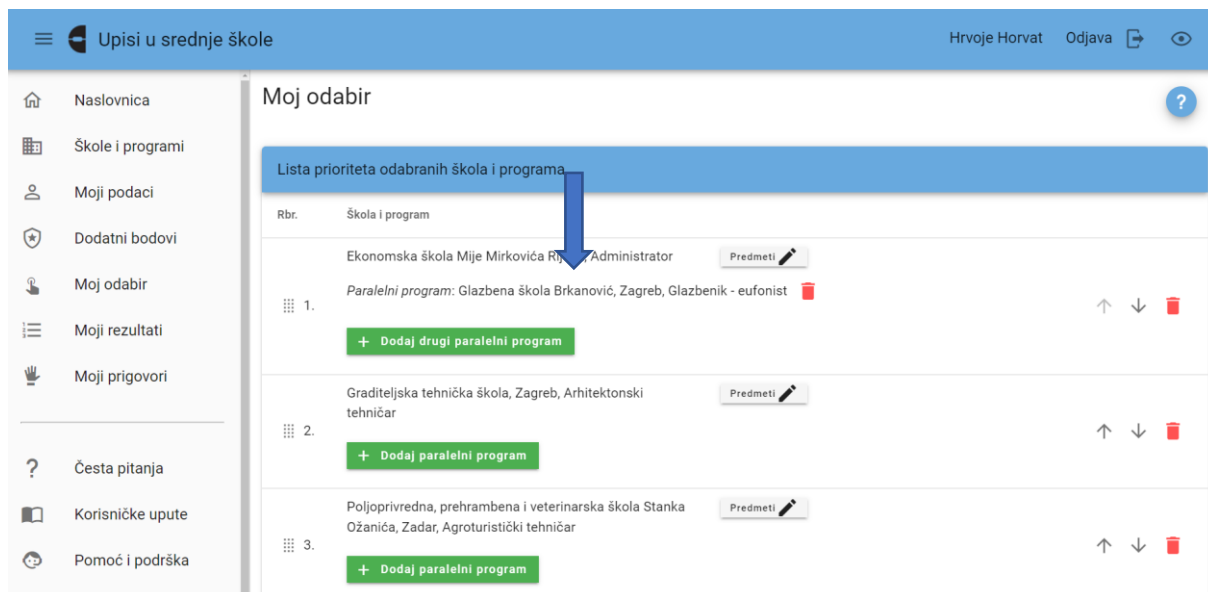 Upisi u srednje škole
Hrvoje Horvat
Odjava
Naslovnica
Škole i programi
Moji podaci
Dodatni bodovi
Moj odabir
Moji rezultati
Moji prigovori
Česta pitanja
Korisničke upute
Pomoć i podrška
Moj odabir
?
Lista prioriteta odabranih škola i programa
Rbr.
Škola i program
1.
Ekonomska škola Mije Mirkovića Administrator
Predmeti
Paralelni program: Glazbena škola Brkanović, Zagreb, Glazbenik - eufonist
+ Dodaj drugi paralelni program
2.
Graditeljska tehnička škola, Zagreb, Arhitektonski
tehničar
Predmeti
+ Dodaj paralelni program
3.
Poljoprivredna, prehrambena i veterinarska škola Stanka
Ožanića, Zadar, Agroturistički tehničar
Predmeti
+ Dodaj paralelni program